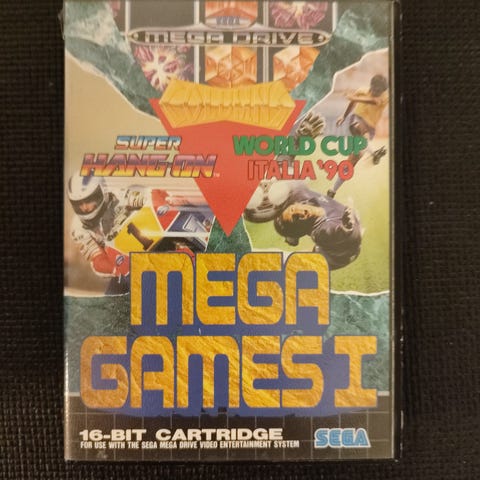 SEGA
MEGA DRIVE
COLUMNS
SUPER
HANG-ON™
WORLD CUP
ITALIA '90
MEGA
GAMES I
16-BIT CARTRIDGE
FOR USE WITH THE SEGA MEGA DRIVE VIDEO ENTERTAINMENT SYSTEM
SEGA